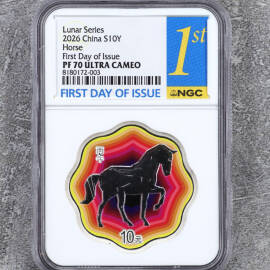 Lunar Series
2026 China S10Y
Horse
First Day of Issue
PF 70 ULTRA CAMEO
8180172-003
1st
NGC
FIRST DAY OF ISSUE
10元